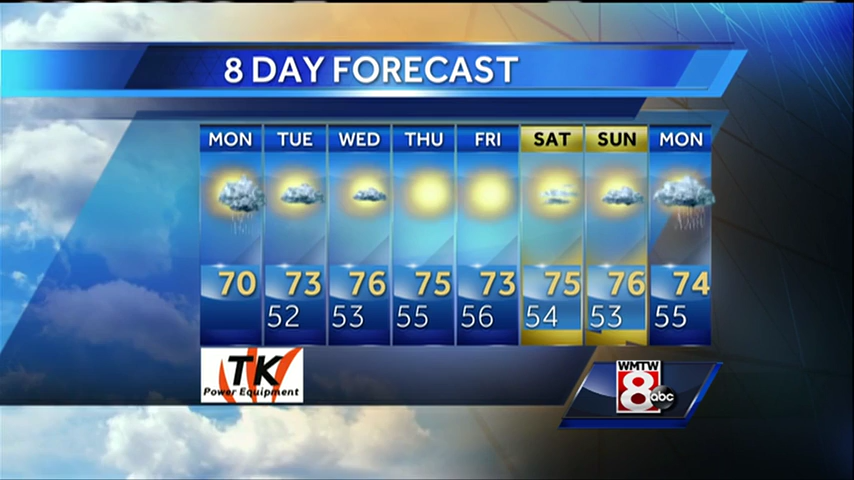 8 DAY FORECAST
MON TUE WED THU FRI SAT SUN MON
70 73 76 75 73 75 76 74
52 53 55 56 54 53 55
TK
Power Equipment
WMTW
8
abc